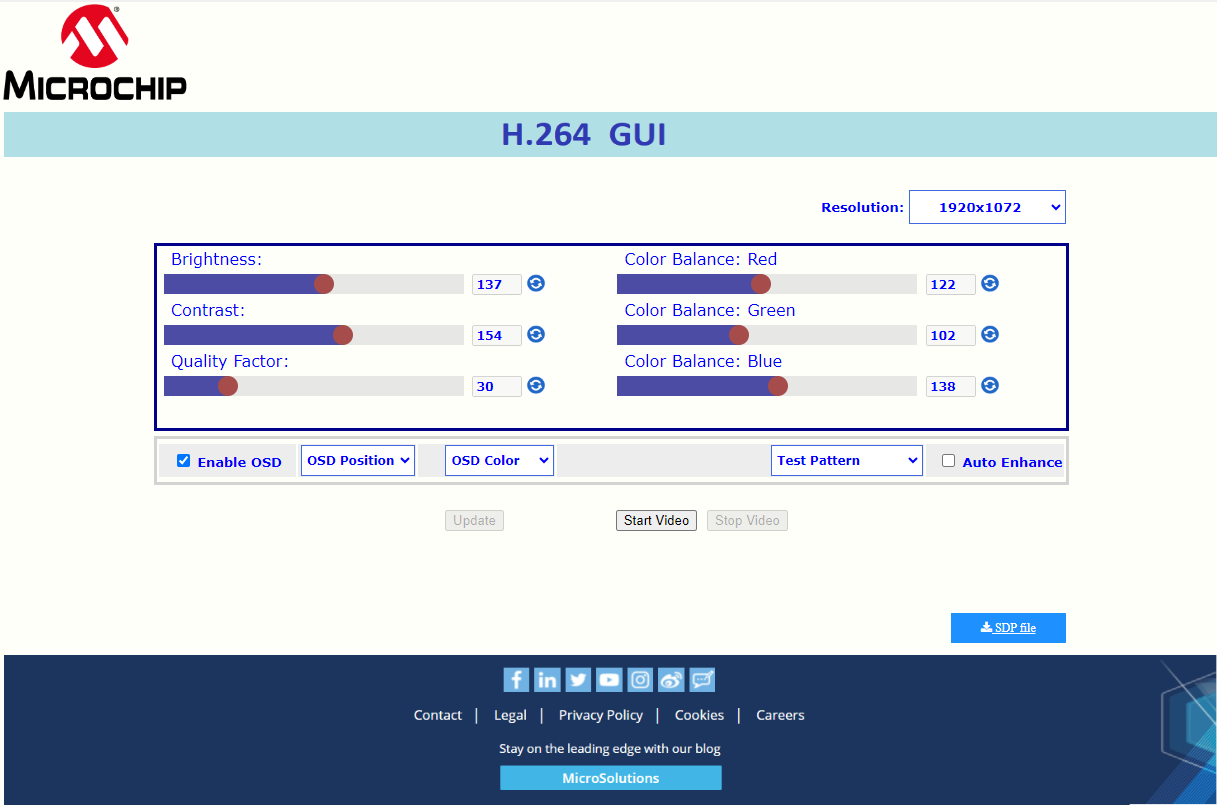 MICROCHIP
®
H.264 GUI
Resolution: 1920x1072
Brightness:
137
Contrast:
154
Quality Factor:
30
Color Balance: Red
122
Color Balance: Green
102
Color Balance: Blue
138
Enable OSD OSD Position OSD Color Test Pattern Auto Enhance
Update Start Video Stop Video
SDP file
Contact | Legal | Privacy Policy | Cookies | Careers
Stay on the leading edge with our blog
MicroSolutions